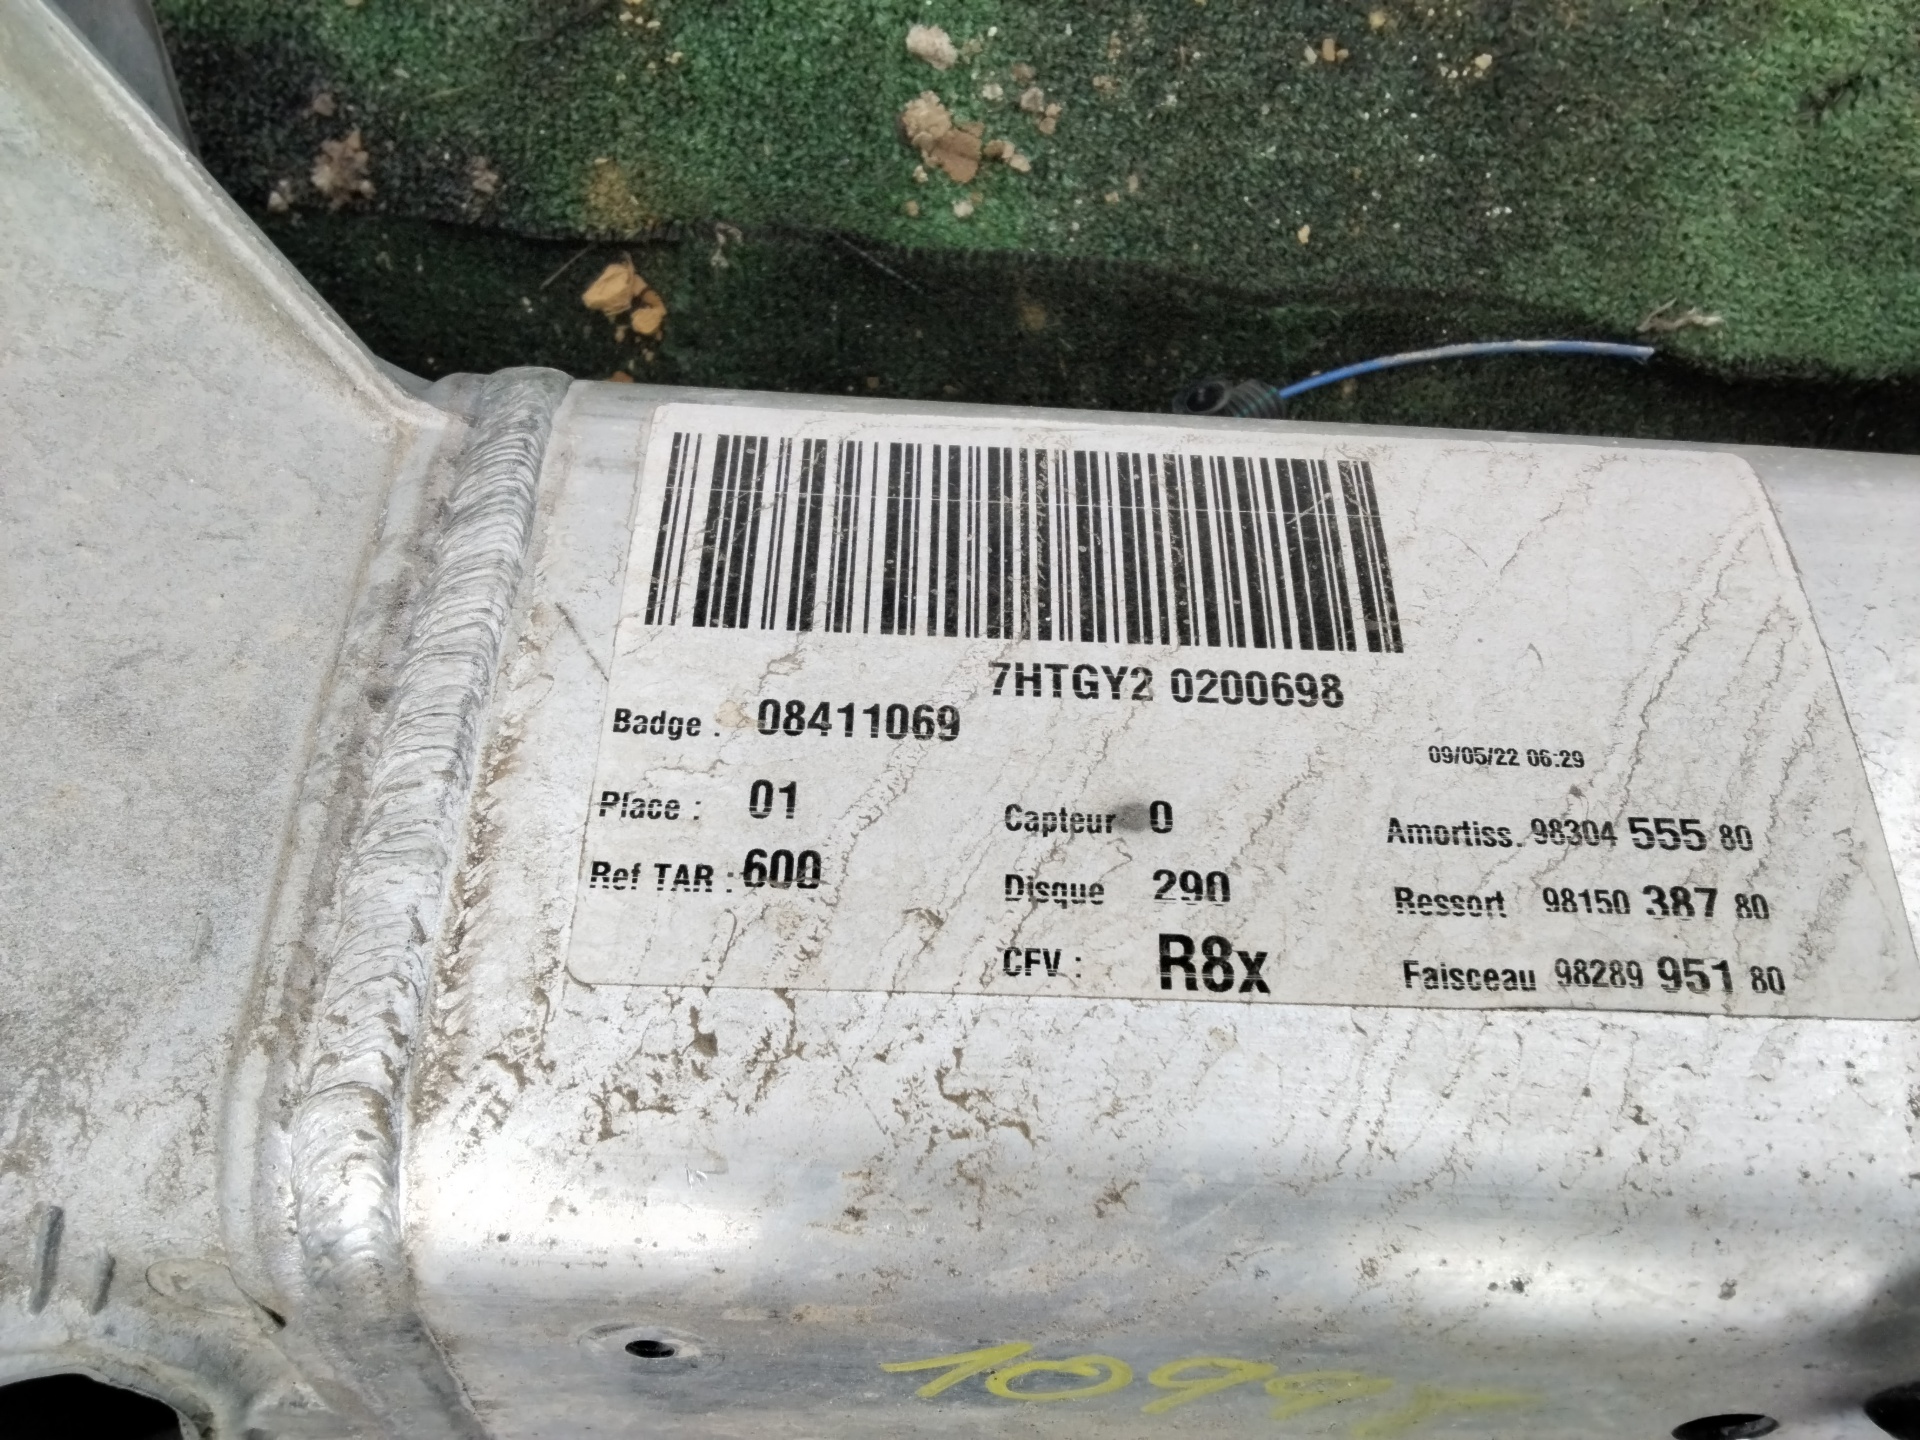 7HTGY2 0200698
Badge : 08411069
09/05/22 06:29
Place : 01 Capteur 0 Amortiss. 98304 555 80
Ref TAR : 600 Disque 290 Ressort 98150 387 80
CFV : R8x Faisceau 98289 951 80